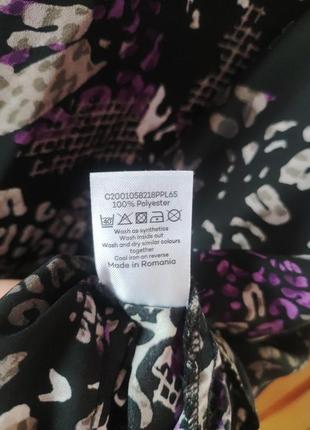 C2001058218PPL65
100% Polyester
40
Wash as synthetics
Wash inside out
Wash and dry similar colours
together
Cool iron on reverse
Made in Romania